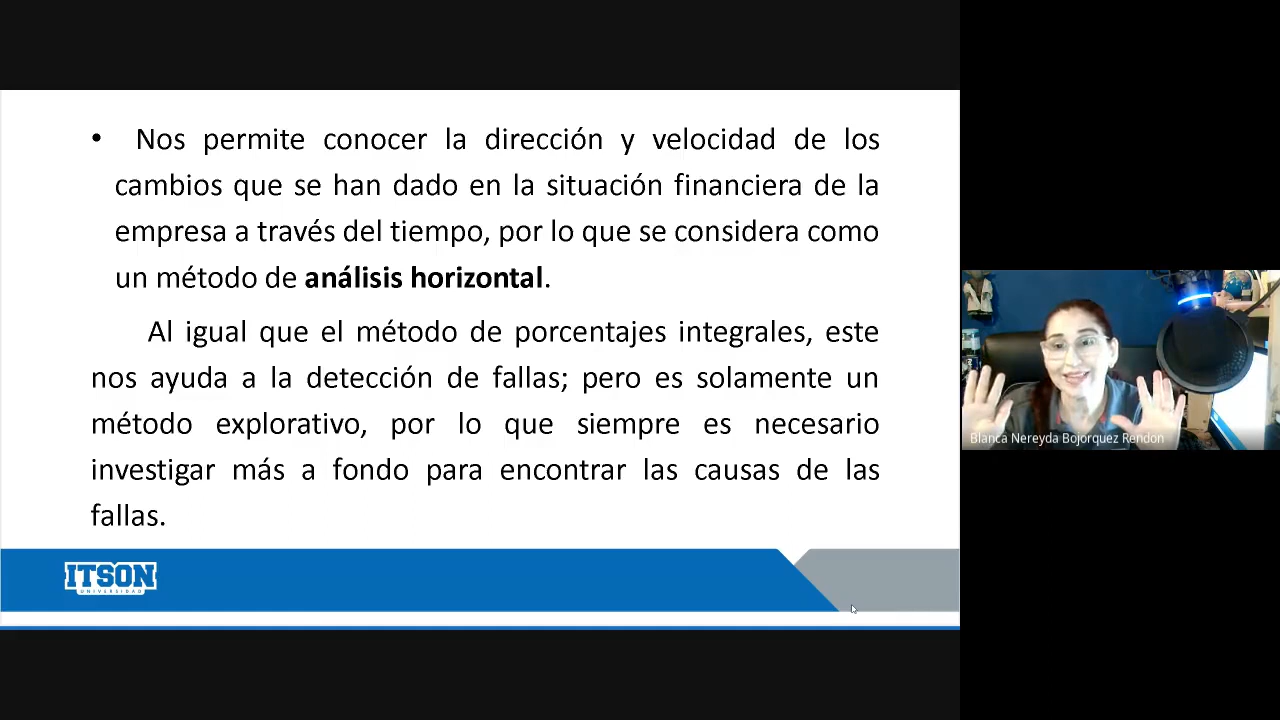 • Nos permite conocer la dirección y velocidad de los
cambios que se han dado en la situación financiera de la
empresa a través del tiempo, por lo que se considera como
un método de análisis horizontal.
Al igual que el método de porcentajes integrales, este
nos ayuda a la detección de fallas; pero es solamente un
método explorativo, por lo que siempre es necesario
investigar más a fondo para encontrar las causas de las
fallas.
ITSON
UNIVERSIDAD
Blanca Nereyda Bojorquez Rendon